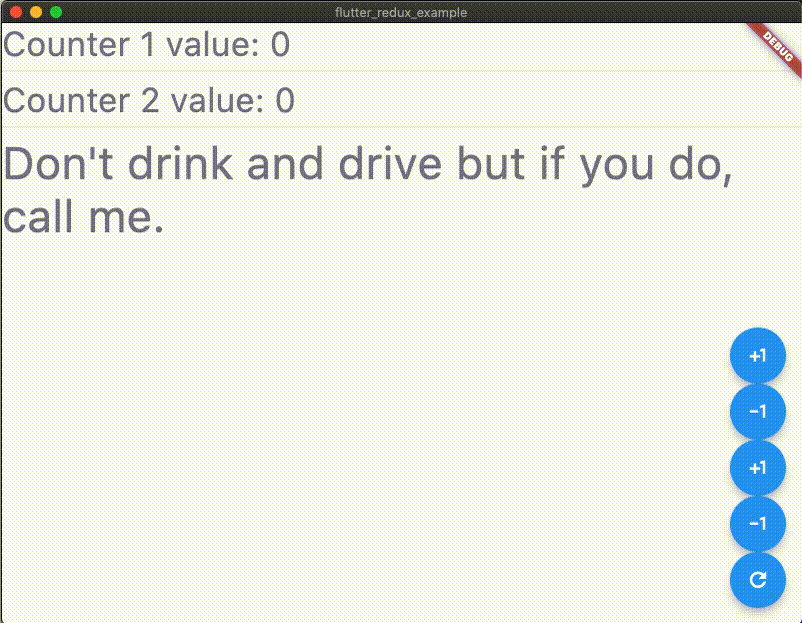 flutter_redux_example
DEBUG
Counter 1 value: 0
Counter 2 value: 0
Don't drink and drive but if you do,
call me.
+1
-1
+1
-1